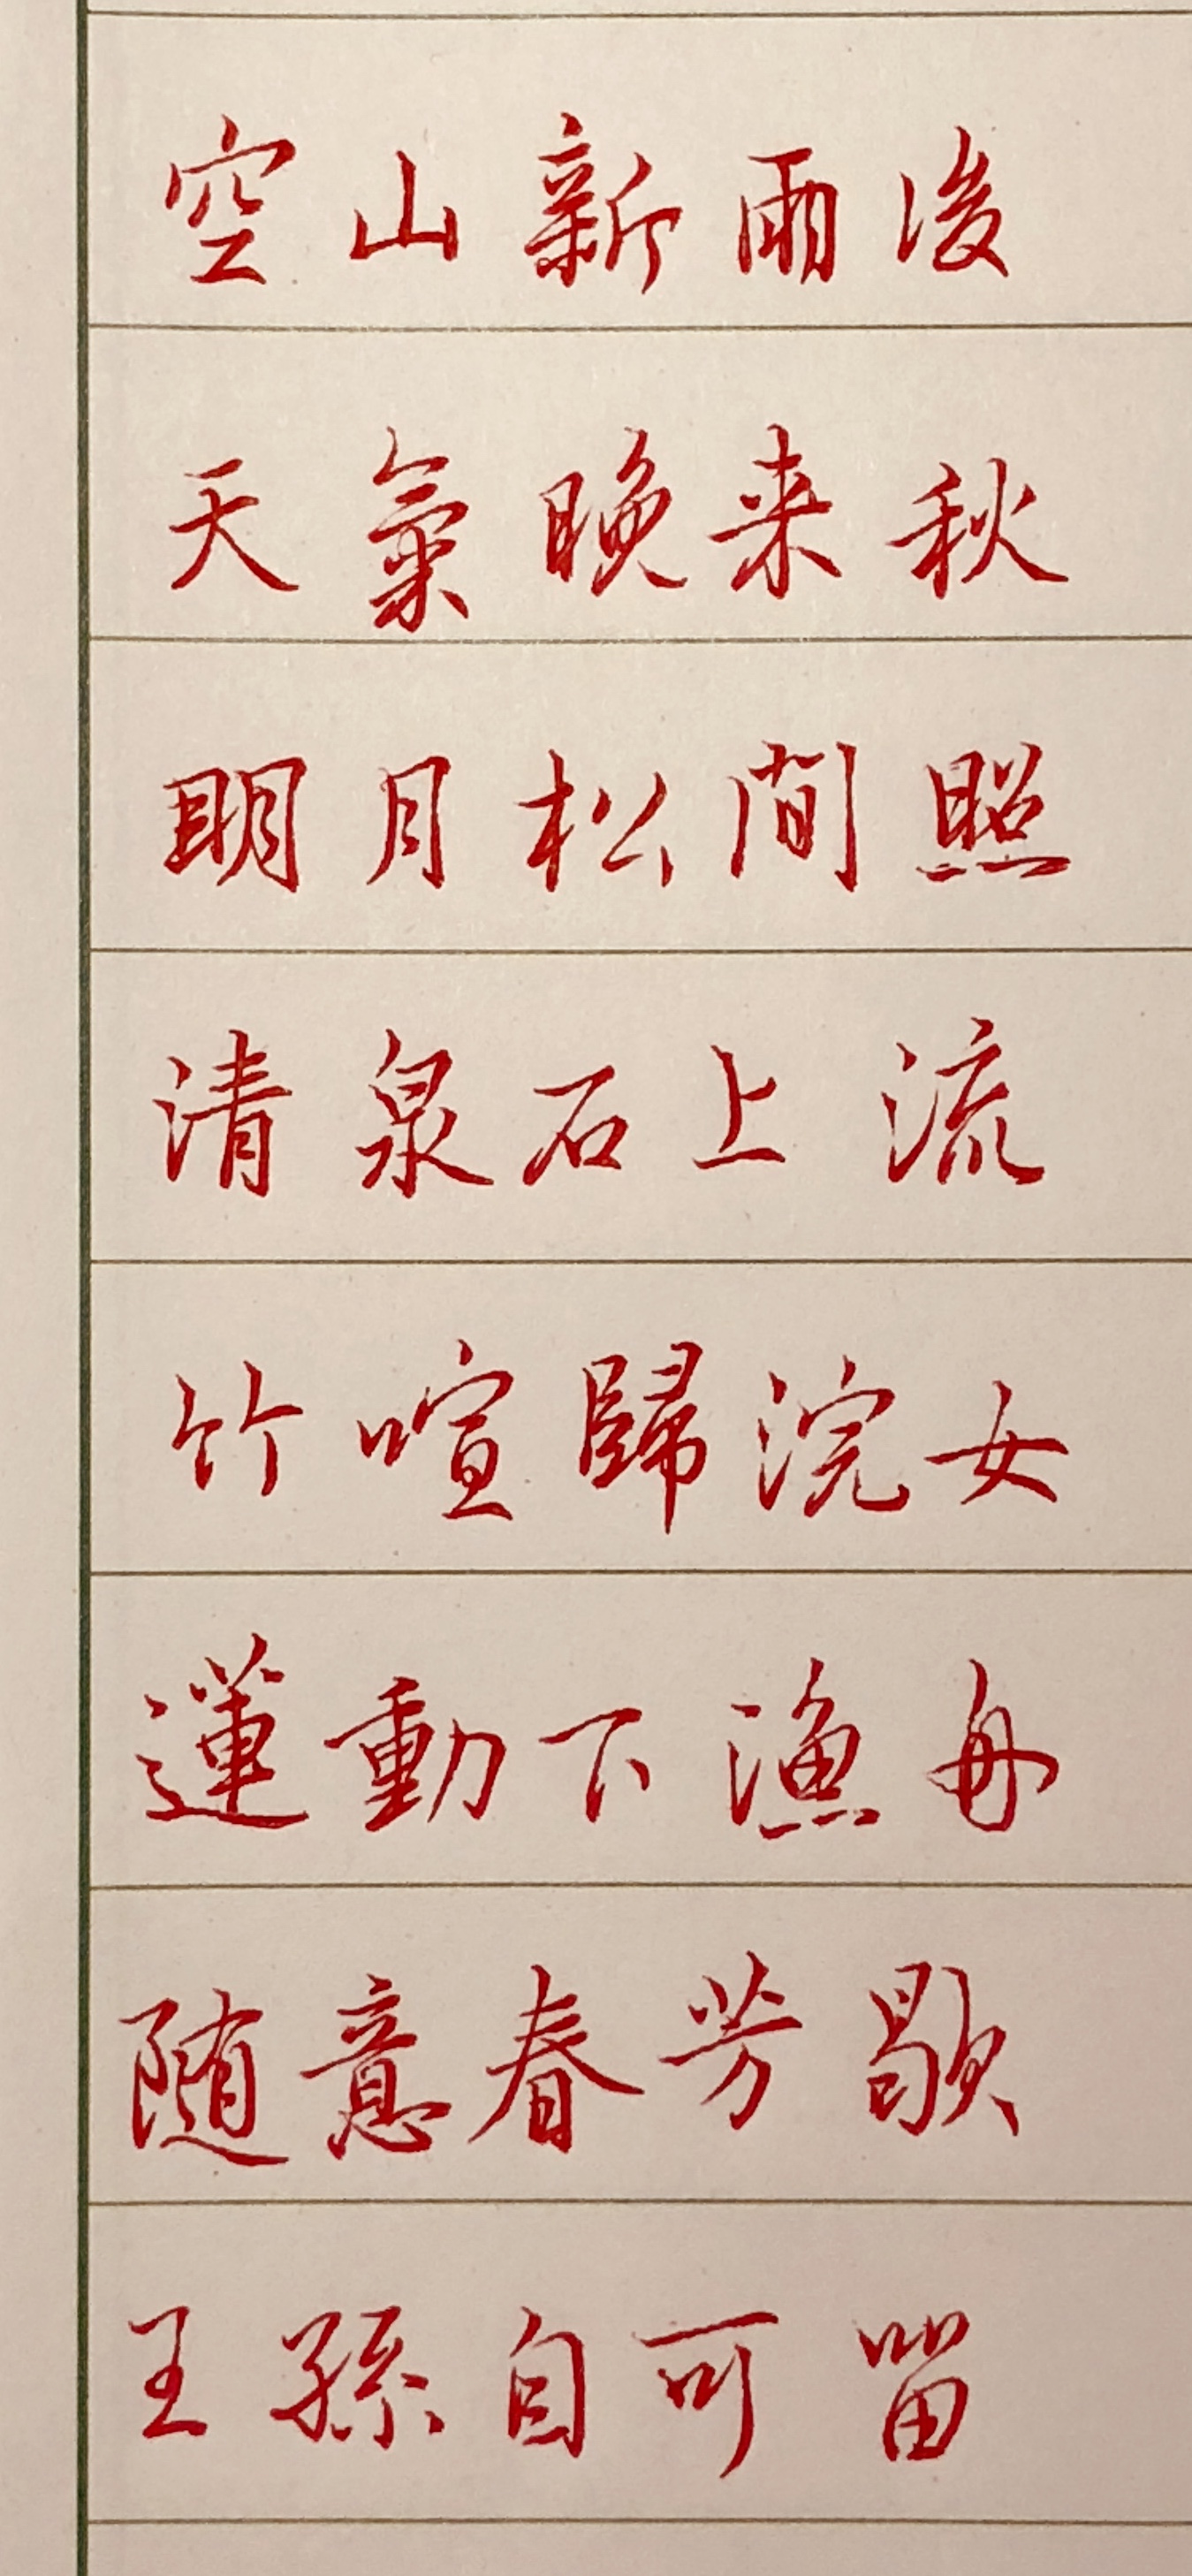 空山新雨後
天氣晚来秋
明月松間照
清泉石上流
竹喧歸浣女
蓮動下漁舟
随意春芳歇
王孫自可留